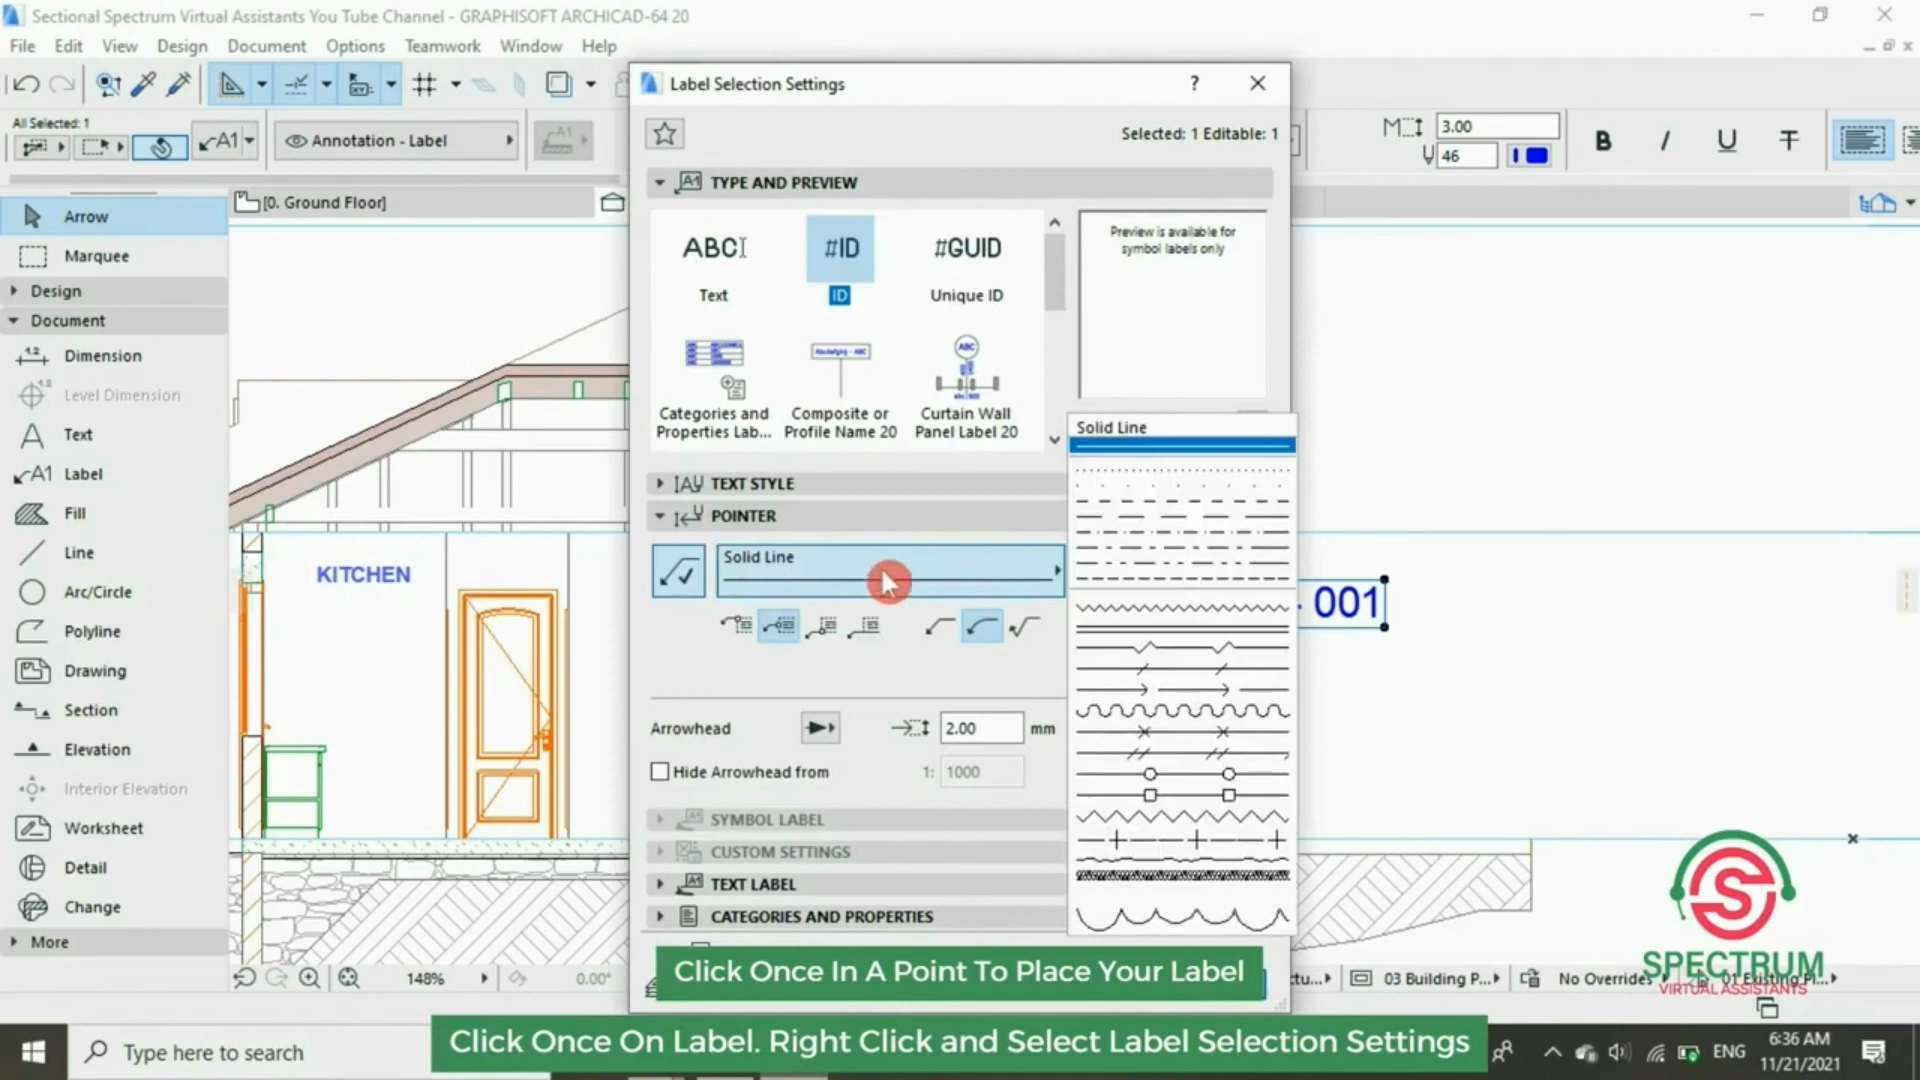 Sectional Spectrum Virtual Assistants You Tube Channel - GRAPHISOFT ARCHICAD-64 20
File Edit View Design Document Options Teamwork Window Help
Label Selection Settings
?
All Selected: 1
A1
Annotation - Label
A1
Selected: 1 Editable: 1
3.00
46
B I U T
[0. Ground Floor]
TYPE AND PREVIEW
Arrow
Marquee
Design
Document
Dimension
Level Dimension
Text
Label
Fill
Line
Arc/Circle
Polyline
Drawing
Section
Elevation
Interior Elevation
Worksheet
Detail
Change
More
ABC
#ID
#GUID
Text
ID
Unique ID
Categories and Properties Lab...
Composite or Profile Name 20
Curtain Wall Panel Label 20
Preview is available for
symbol labels only
Solid Line
TEXT STYLE
POINTER
Solid Line
KITCHEN
001
Arrowhead
2.00 mm
Hide Arrowhead from
1: 1000
SYMBOL LABEL
CUSTOM SETTINGS
TEXT LABEL
CATEGORIES AND PROPERTIES
148%
0.00°
03 Building P...
No Overrides
01 Existing Pl...
SPECTRUM
VIRTUAL ASSISTANTS
Click Once In A Point To Place Your Label
Click Once On Label. Right Click and Select Label Selection Settings
Type here to search
ENG
6:36 AM
11/21/2021